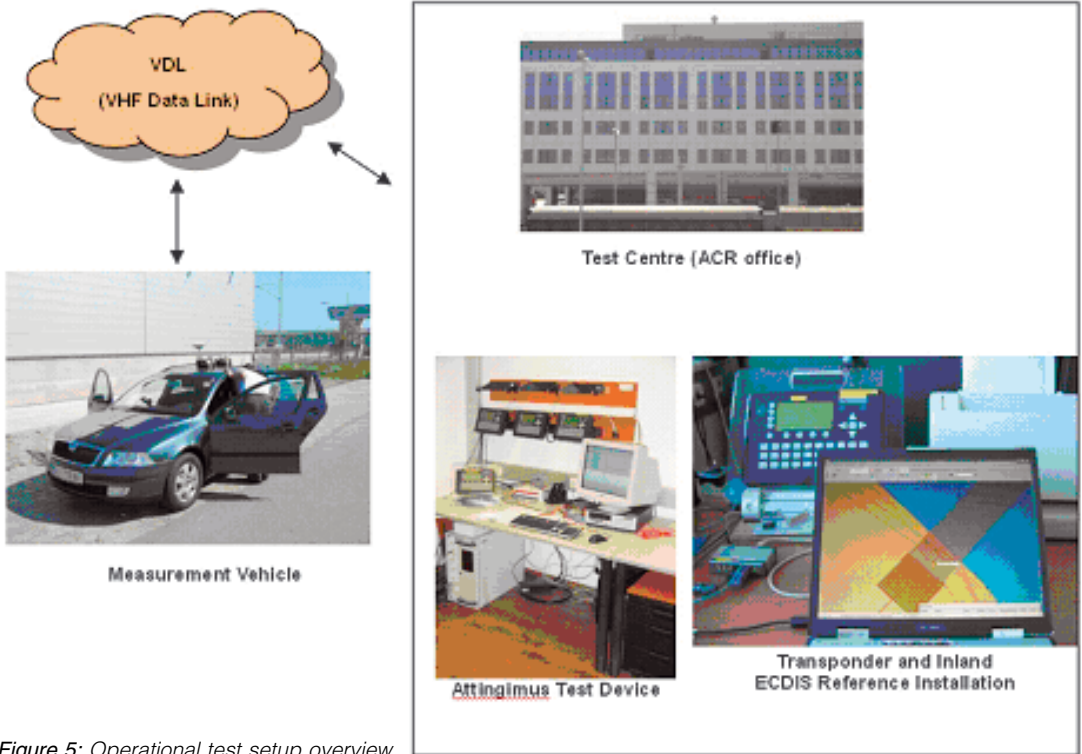 VDL
(VHF Data Link)
Test Centre (ACR office)
Measurement Vehicle
Attingimus Test Device
Transponder and Inland
ECDIS Reference Installation
Figure 5: Operational test setup overview